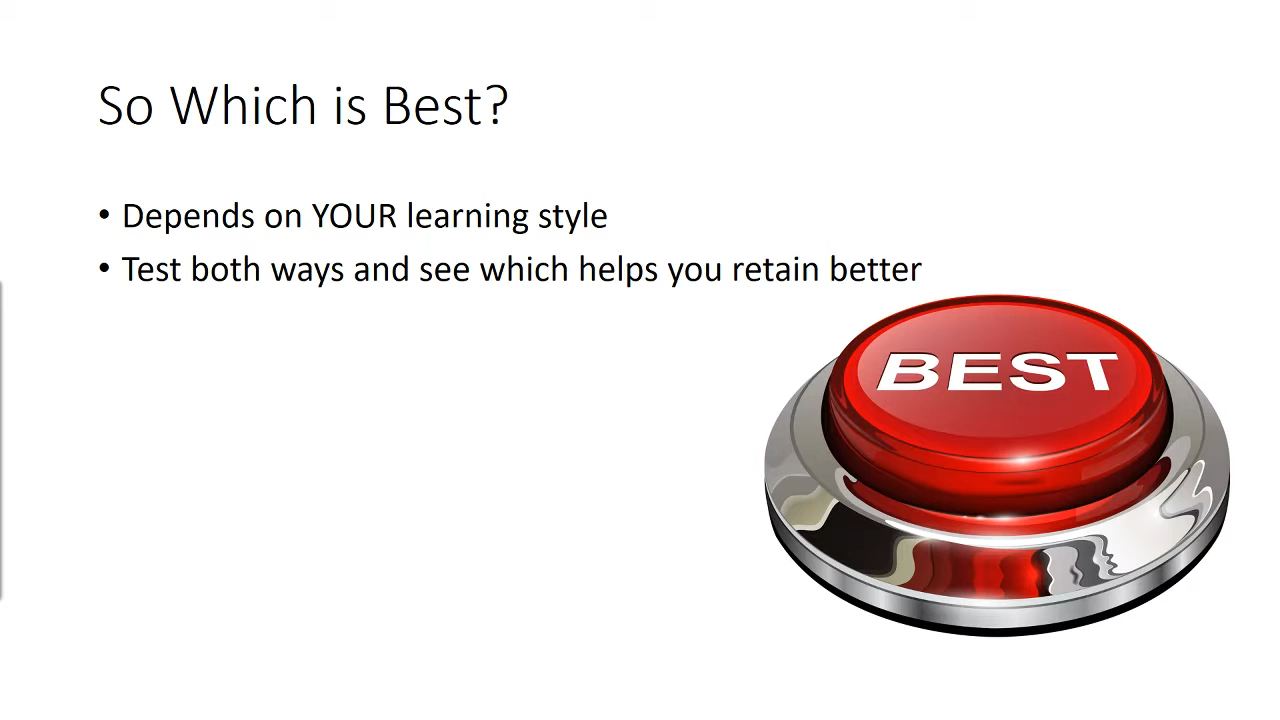 So Which is Best?
• Depends on YOUR learning style
• Test both ways and see which helps you retain better
BEST